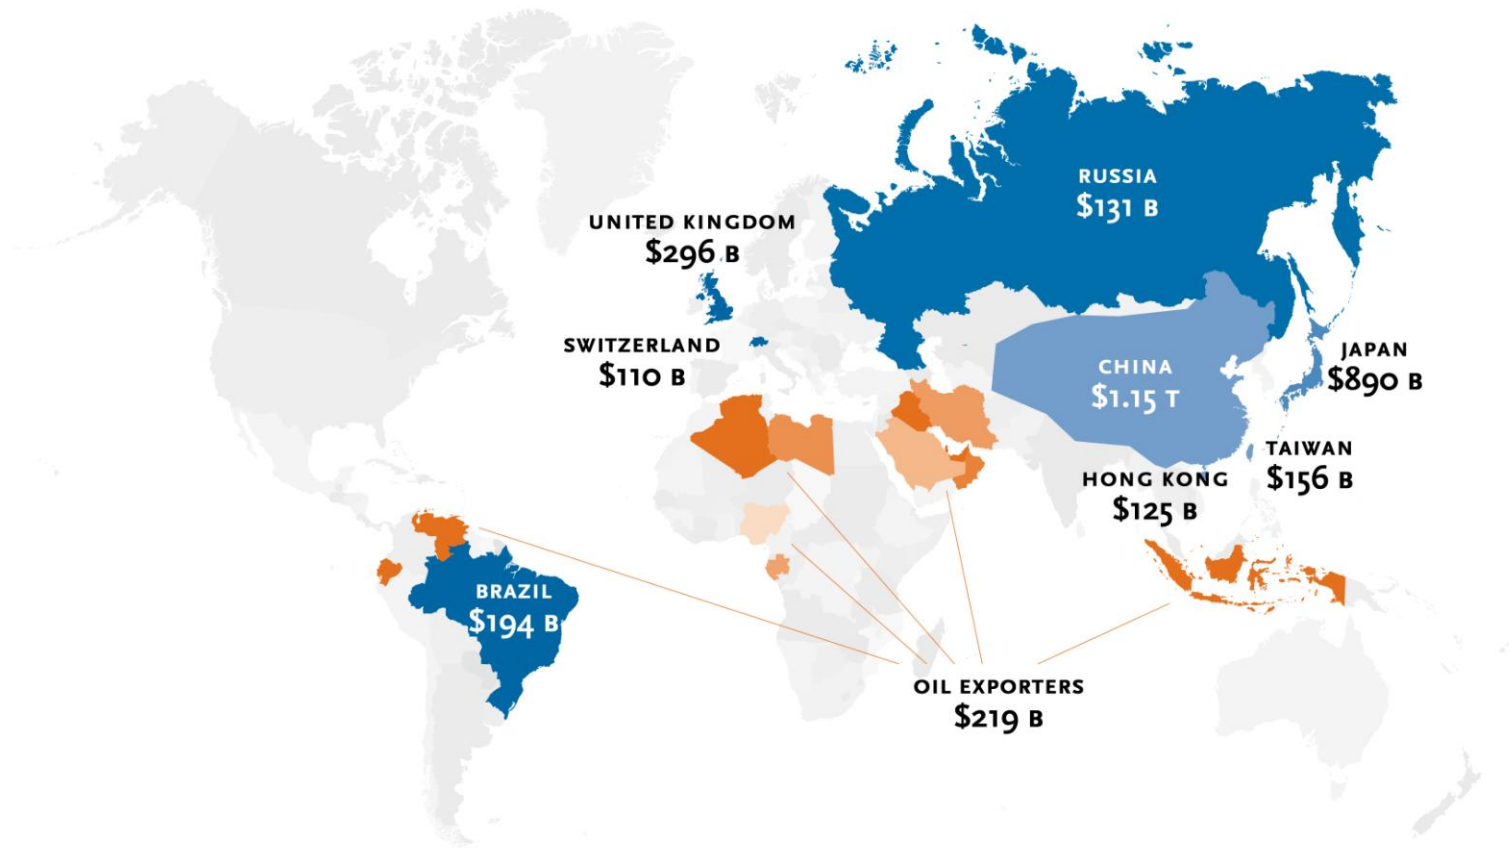 RUSSIA
$131 B
UNITED KINGDOM
$296 B
SWITZERLAND
$110 B
CHINA
$1.15 T
JAPAN
$890 B
TAIWAN
$156 B
HONG KONG
$125 B
BRAZIL
$194 B
OIL EXPORTERS
$219 B